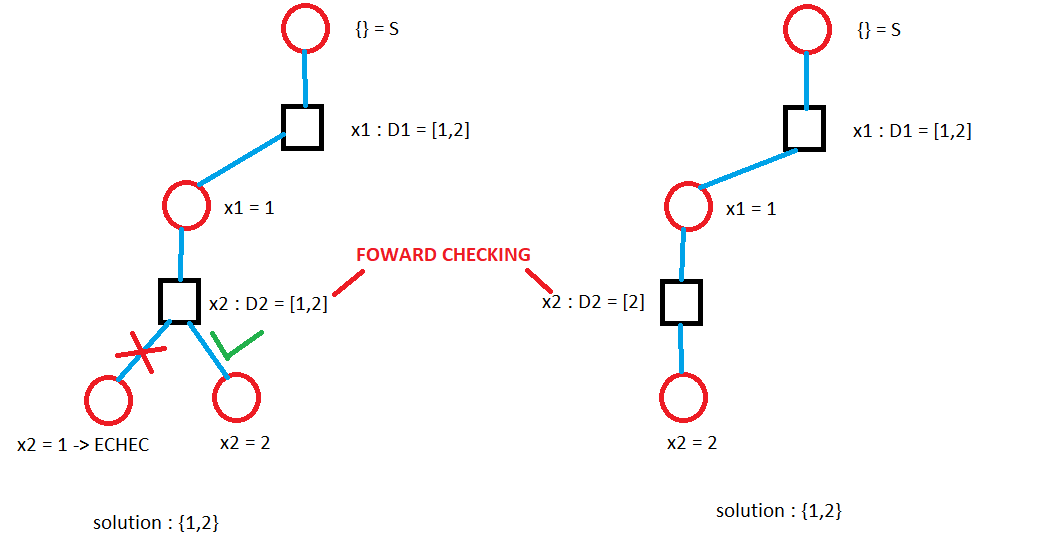 {} = S
x1 : D1 = [1,2]
x1 = 1
FOWARD CHECKING
x2 : D2 = [1,2]
x2 = 1 -> ECHEC
x2 = 2
solution : {1,2}
{} = S
x1 : D1 = [1,2]
x1 = 1
x2 : D2 = [2]
x2 = 2
solution : {1,2}